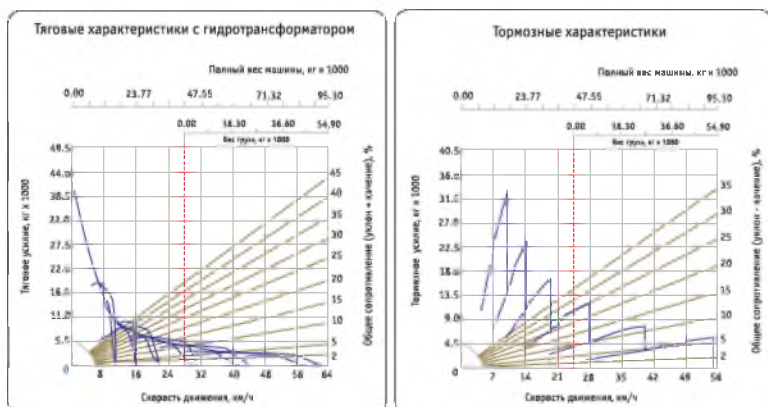 Тяговые характеристики с гидротрансформатором
Полный вес машины, кг х 1000
0.00 23.77 47.55 71.32 95.10
0.00 18.30 36.60 54.90
Вес груза, кг х 1000
49.5
44.0
38.5
33.0
27.5
22.0
16.5
11.0
5.5
0
Тяговое усилие, кг х 1000
45
40
35
30
25
20
15
10
5
2
Общее сопротивление (уклон + качение), %
8 16 24 32 40 48 56 64
Скорость движения, км/ч
Тормозные характеристики
Полный вес машины, кг х 1000
0.00 23.77 47.55 71.32 95.10
0.00 18.30 36.60 54.90
Вес груза, кг х 1000
40.5
36.0
31.5
27.0
22.5
18.0
13.5
9.0
4.5
0
Тормозное усилие, кг х 1000
35
30
25
20
15
10
5
2
Общее сопротивление (уклон - качение), %
7 14 21 28 35 42 49 56
Скорость движения, км/ч